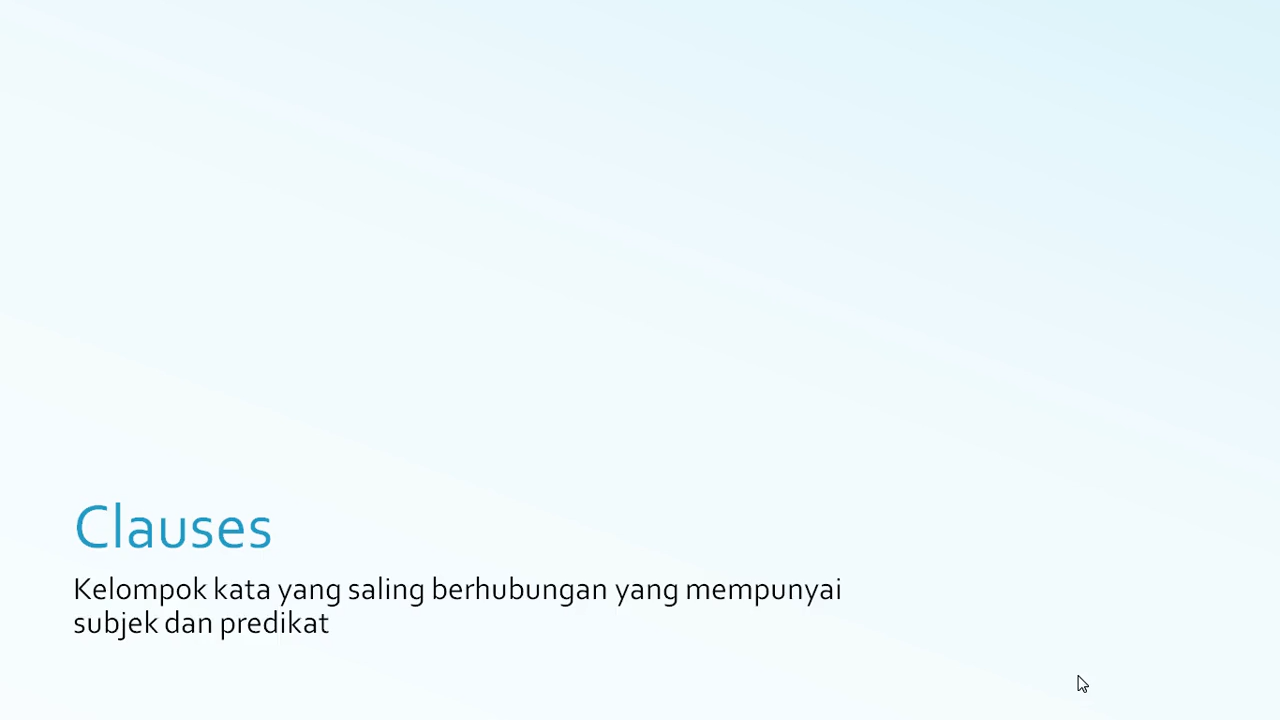 Clauses
Kelompok kata yang saling berhubungan yang mempunyai
subjek dan predikat